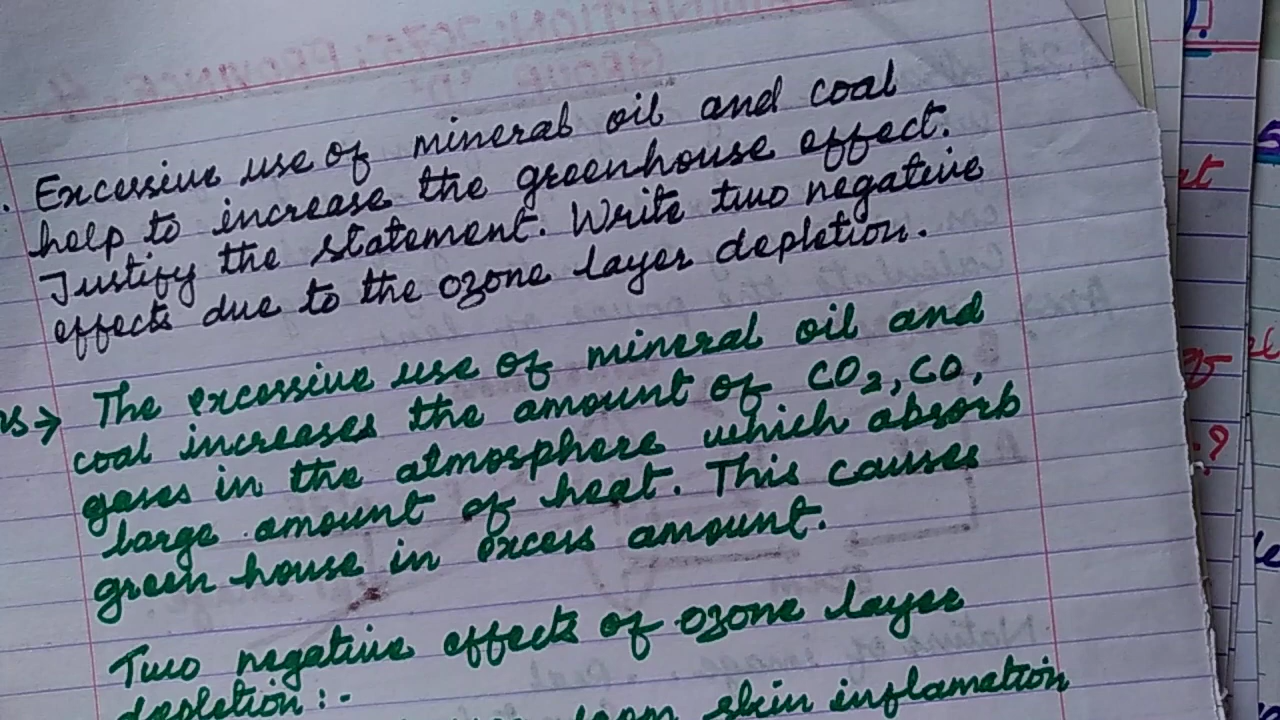 Excessive use of mineral oil and coal
help to increase the greenhouse effect.
Justify the statement. Write two negative
effects due to the ozone layer depletion.
The excessive use of mineral oil and
coal increases the amount of CO2, CO,
gases in the atmosphere which absorb
large amount of heat. This causes
green house in excess amount.
Two negative effects of ozone layer
depletion :-
skin inflamation